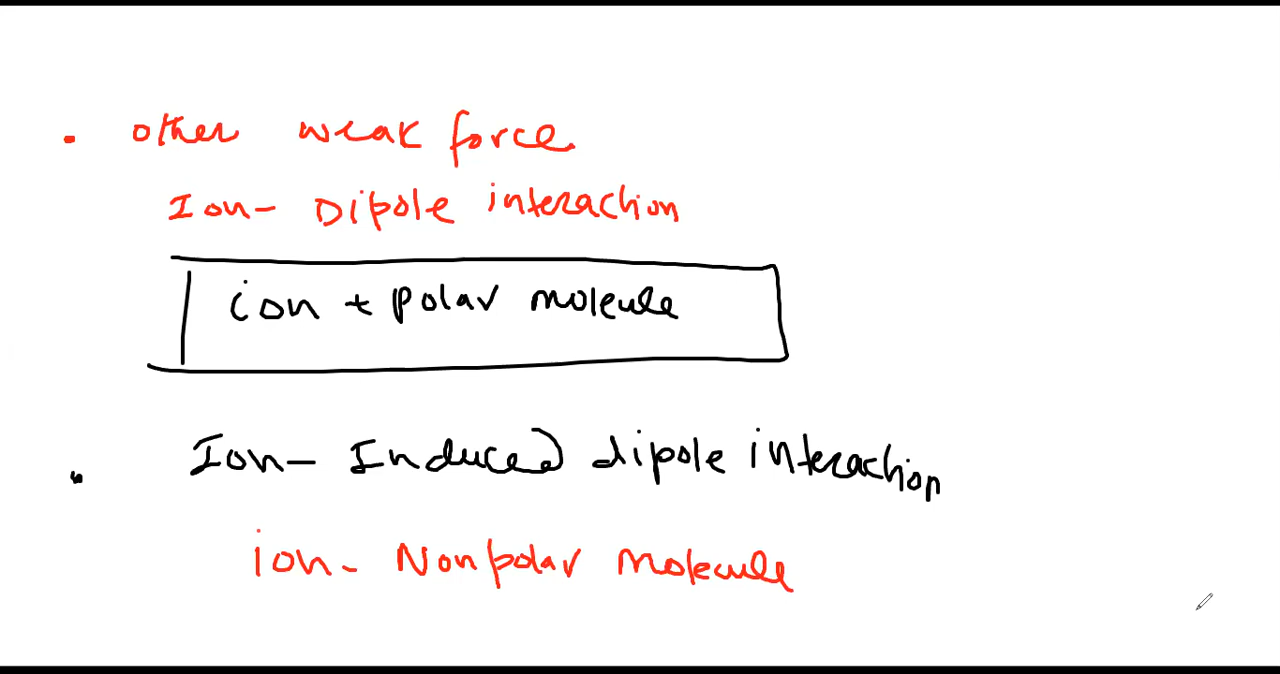 . other weak force
Ion- Dipole interaction
ion + polar molecule
. Ion- Induced dipole interaction
ion- Nonpolar molecule